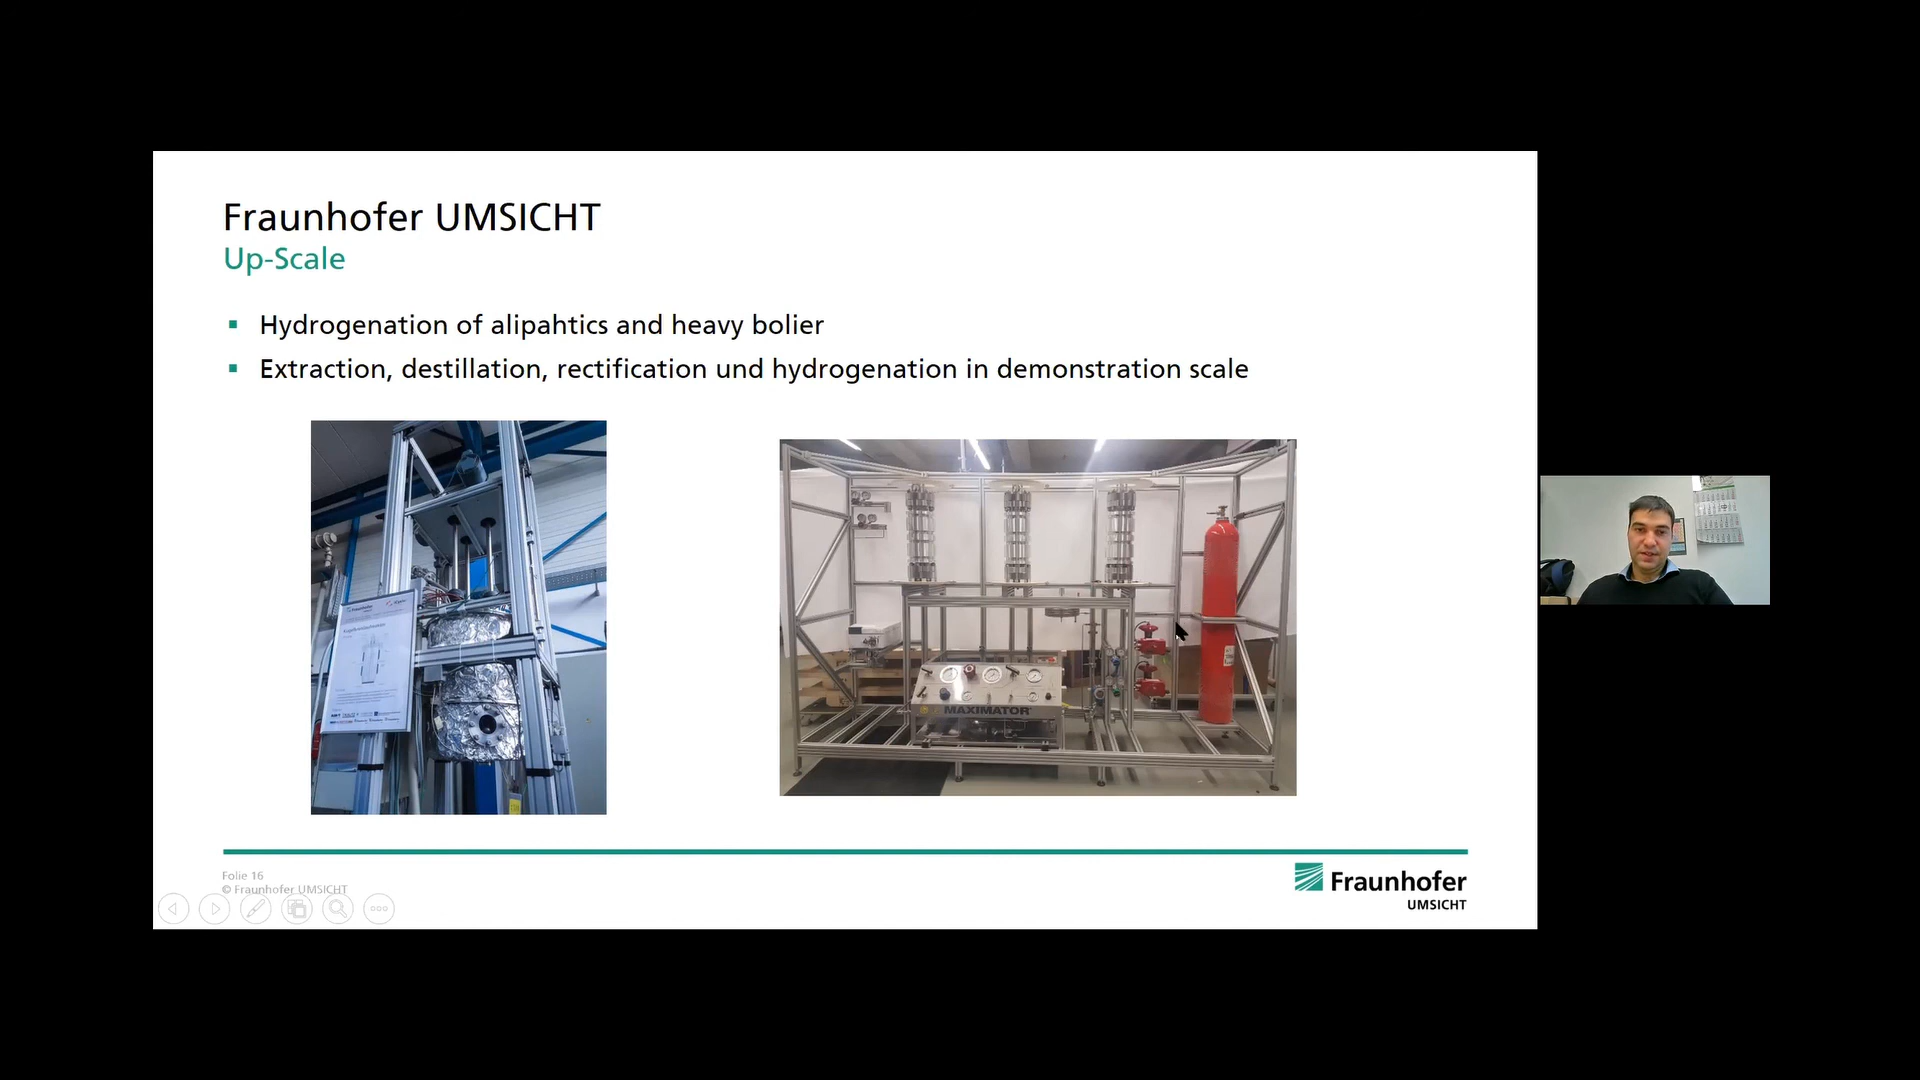 Fraunhofer UMSICHT
Up-Scale
Hydrogenation of alipahtics and heavy bolier
Extraction, destillation, rectification und hydrogenation in demonstration scale
Fraunhofer
MAXIMATOR
Folie 16
© Fraunhofer UMSICHT
Fraunhofer
UMSICHT